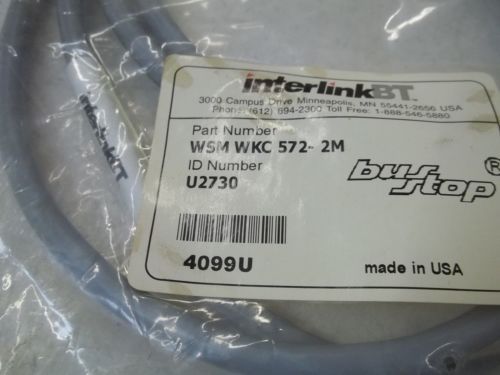 interlinkBT™
3000 Campus Drive Minneapolis, MN 55441-2656 USA
Phone: (612) 694-2300 Toll Free: 1-888-546-5880
Part Number
WSM WKC 572- 2M
ID Number
U2730
bus stop ®
4099U
made in USA
interlinkBT